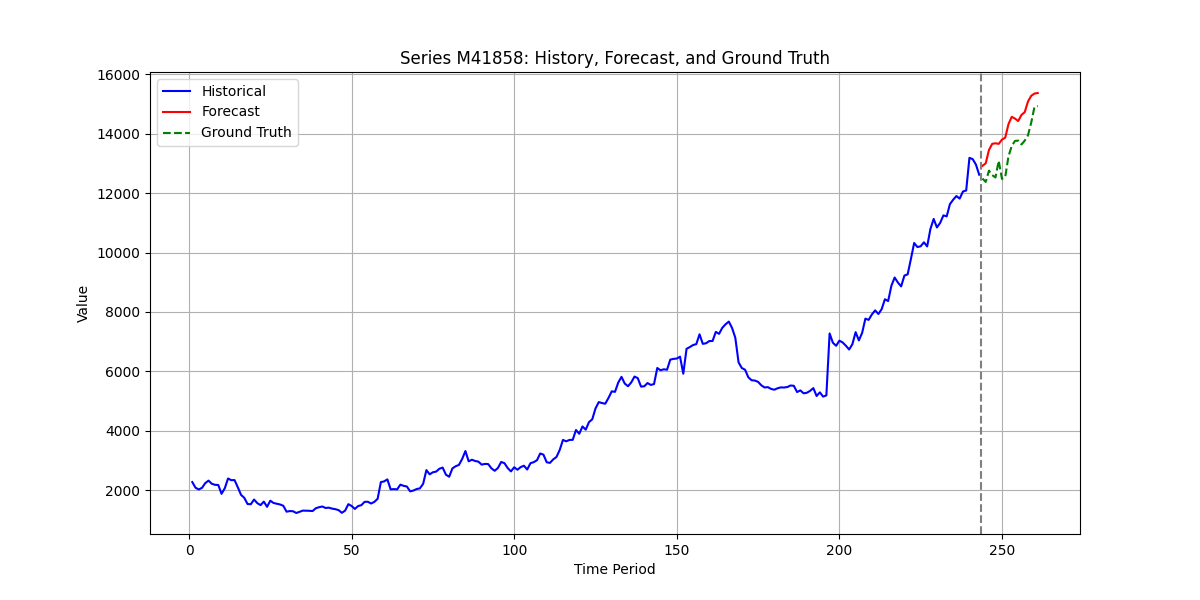 Series M41858: History, Forecast, and Ground Truth
16000
14000
12000
10000
8000
6000
4000
2000
Value
Historical
Forecast
Ground Truth
0
50
100
150
200
250
Time Period